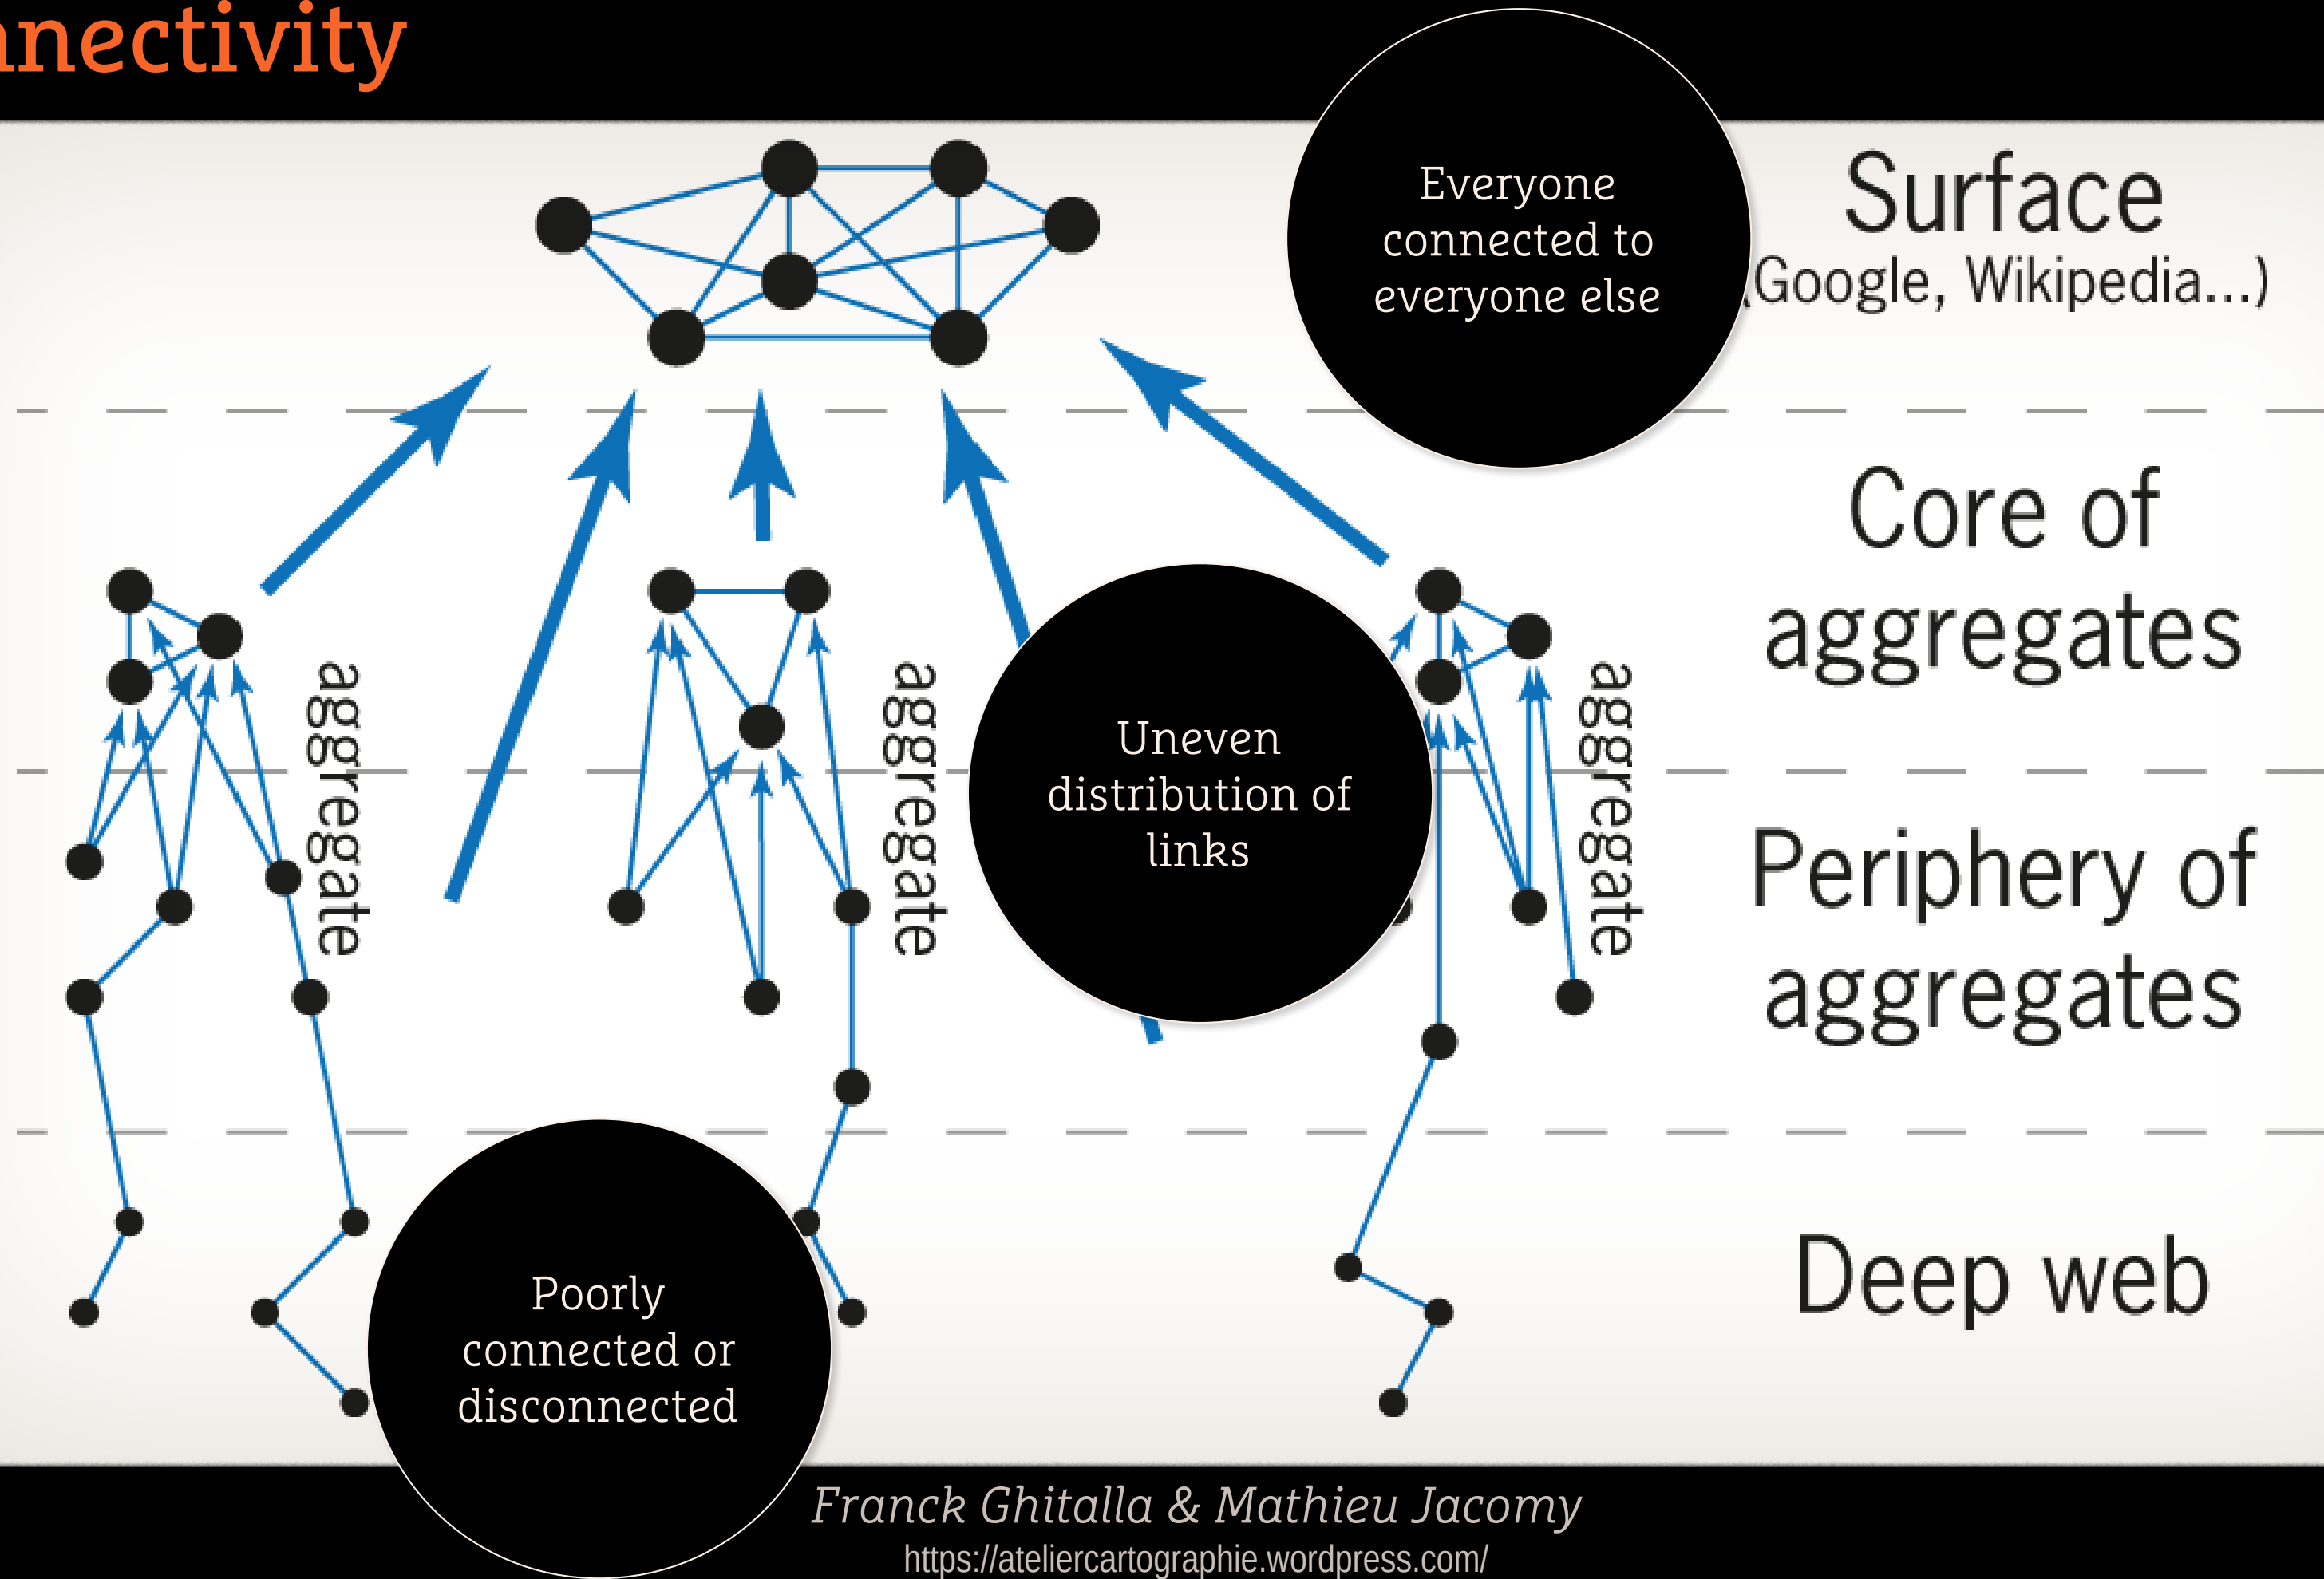 nnectivity
Everyone
connected to
everyone else
Surface
(Google, Wikipedia...)
Core of
aggregates
aggregate
aggregate
aggregate
Uneven
distribution of
links
Periphery of
aggregates
Poorly
connected or
disconnected
Deep web
Franck Ghitalla & Mathieu Jacomy
https://ateliercartographie.wordpress.com/